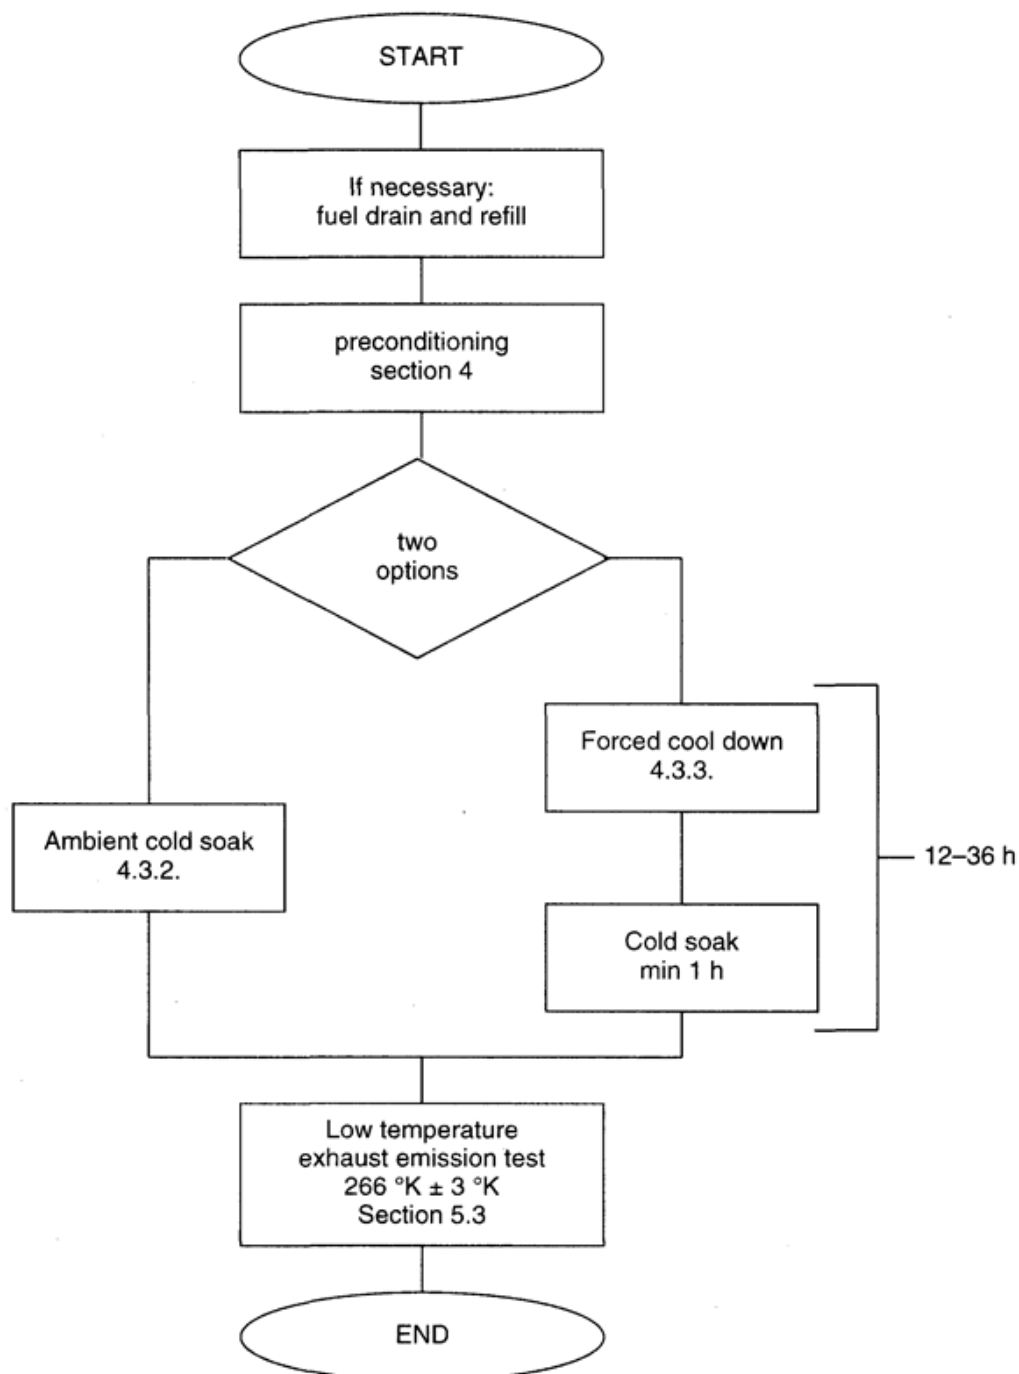 START
If necessary:
fuel drain and refill
preconditioning
section 4
two
options
Forced cool down
4.3.3.
Ambient cold soak
4.3.2.
12–36 h
Cold soak
min 1 h
Low temperature
exhaust emission test
266 °K ± 3 °K
Section 5.3
END